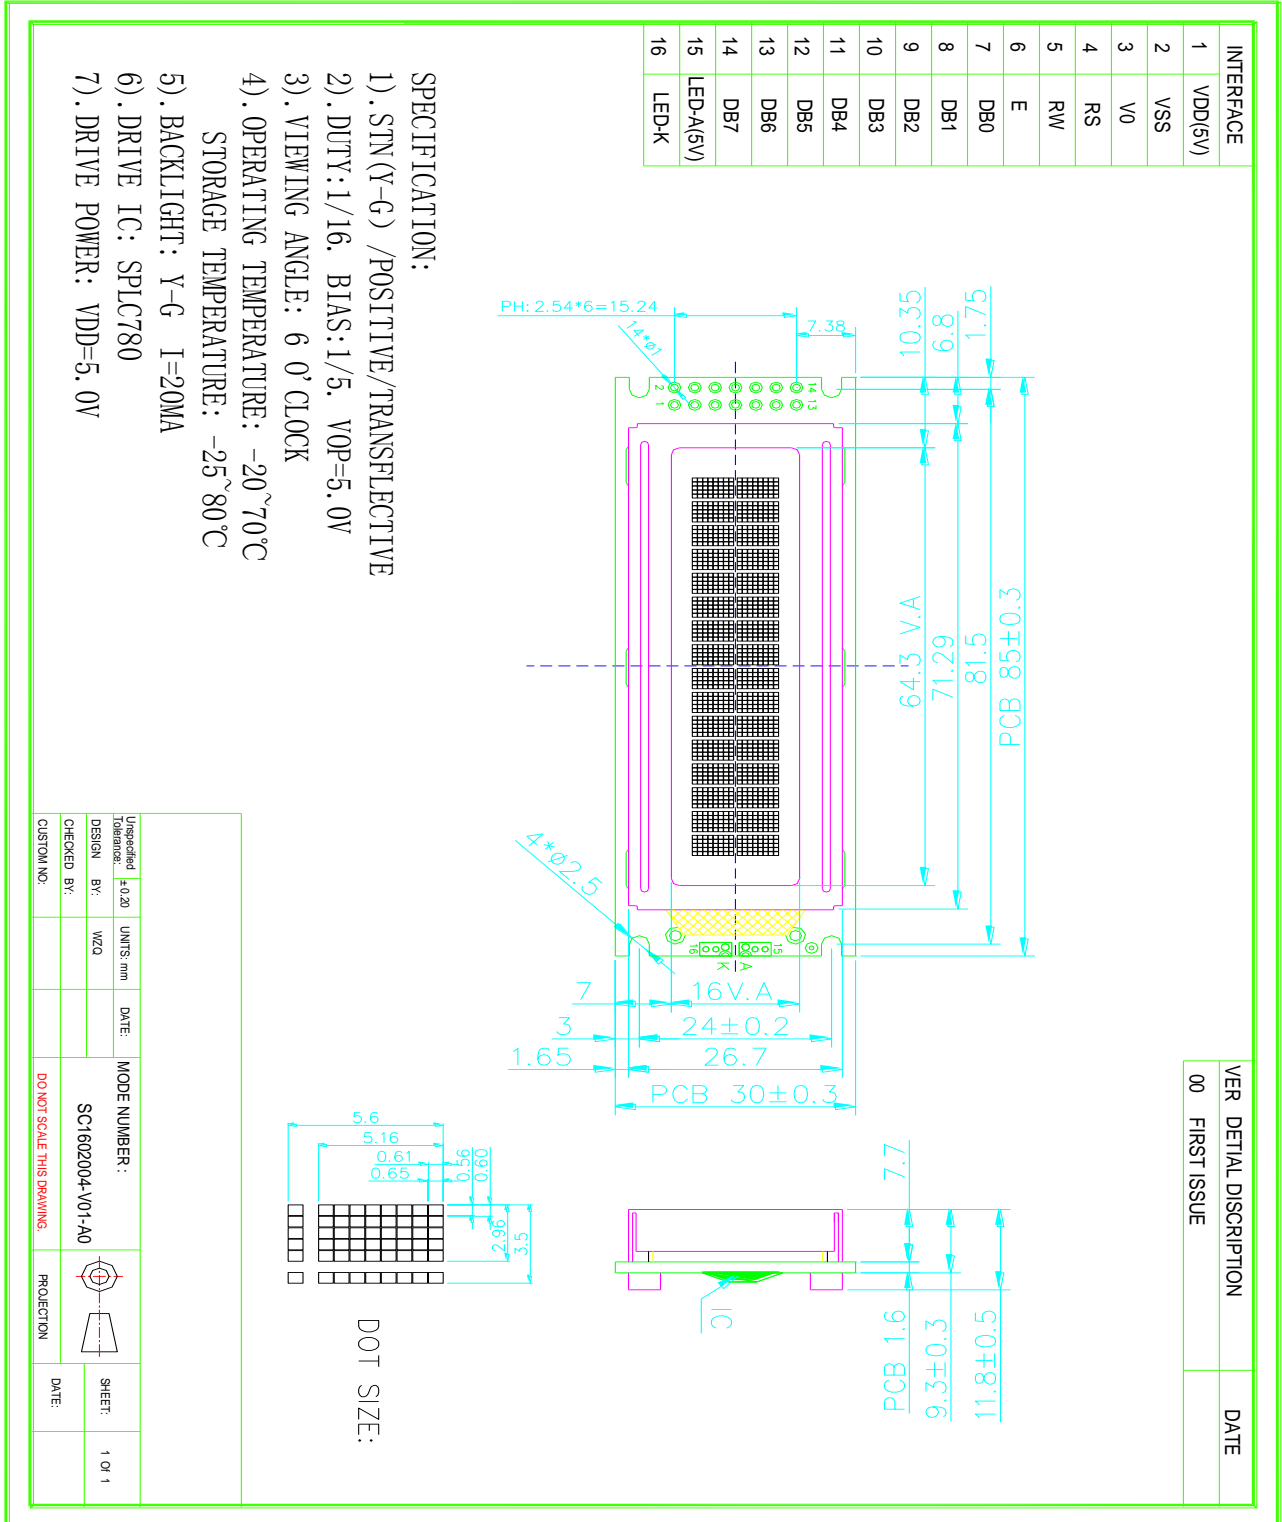 INTERFACE
1 VDD(5V)
2 VSS
3 V0
4 RS
5 RW
6 E
7 DB0
8 DB1
9 DB2
10 DB3
11 DB4
12 DB5
13 DB6
14 DB7
15 LED-A(5V)
16 LED-K
VER DETIAL DISCRIPTION DATE
00 FIRST ISSUE
PCB 85±0.3
81.5
71.29
64.3 V.A
1.75
6.8
10.35
7.38
PH: 2.54*6=15.24
14*Ø1
2
1
14
13
4*Ø2.5
16
15
K
A
7
16V.A
3
24±0.2
1.65
26.7
PCB 30±0.3
7.7
PCB 1.6
9.3±0.3
11.8±0.5
IC
5.6
5.16
0.61
0.65
0.56
0.60
2.96
3.5
DOT SIZE:
SPECIFICATION:
1).STN(Y-G) /POSITIVE/TRANSFLECTIVE
2).DUTY:1/16. BIAS:1/5. VOP=5.0V
3).VIEWING ANGLE: 6 O'CLOCK
4).OPERATING TEMPERATURE: -20~70℃
STORAGE TEMPERATURE: -25~80℃
5).BACKLIGHT: Y-G I=20MA
6).DRIVE IC: SPLC780
7).DRIVE POWER: VDD=5.0V
Unspecified Tolerance: ±0.20 UNITS: mm DATE:
DESIGN BY: WZQ
CHECKED BY:
CUSTOM NO:
MODE NUMBER :
SC1602004-V01-A0
DO NOT SCALE THIS DRAWING.
PROJECTION
SHEET: 1 Of 1
DATE: